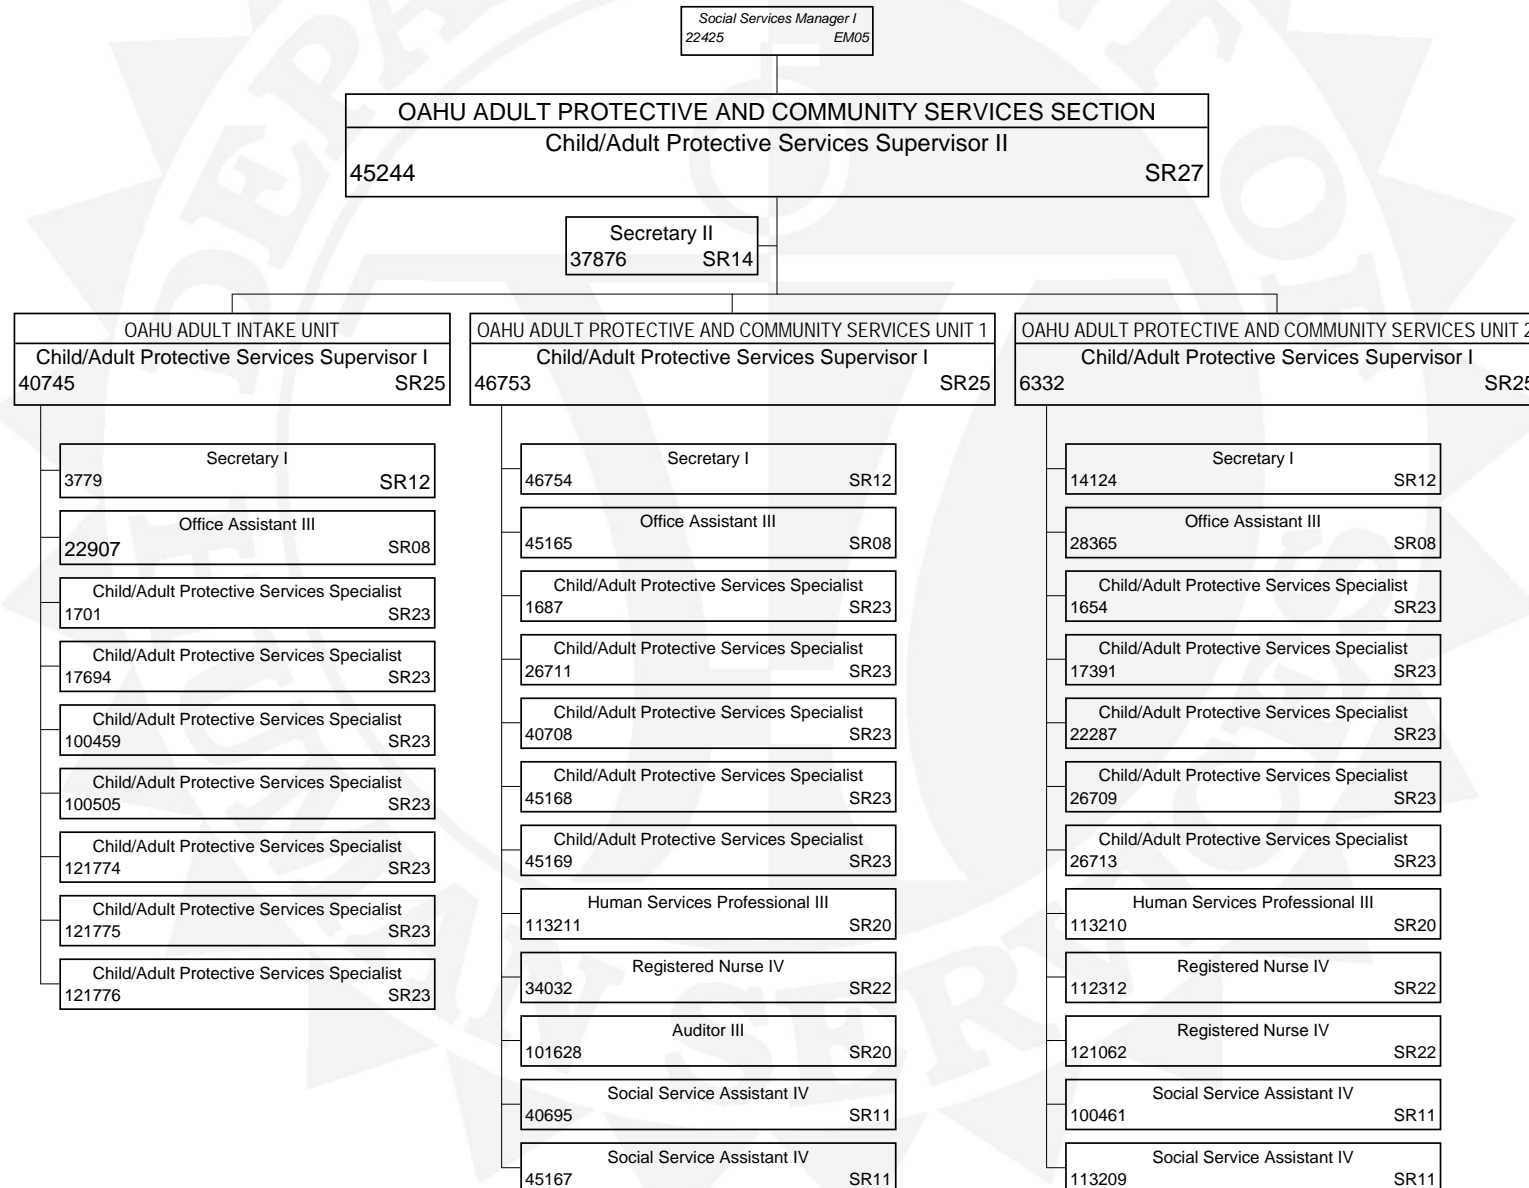 Social Services Manager I
22425 EM05
OAHU ADULT PROTECTIVE AND COMMUNITY SERVICES SECTION
Child/Adult Protective Services Supervisor II
45244 SR27
Secretary II
37876 SR14
OAHU ADULT INTAKE UNIT
Child/Adult Protective Services Supervisor I
40745 SR25
Secretary I
3779 SR12
Office Assistant III
22907 SR08
Child/Adult Protective Services Specialist
1701 SR23
Child/Adult Protective Services Specialist
17694 SR23
Child/Adult Protective Services Specialist
100459 SR23
Child/Adult Protective Services Specialist
100505 SR23
Child/Adult Protective Services Specialist
121774 SR23
Child/Adult Protective Services Specialist
121775 SR23
Child/Adult Protective Services Specialist
121776 SR23
OAHU ADULT PROTECTIVE AND COMMUNITY SERVICES UNIT 1
Child/Adult Protective Services Supervisor I
46753 SR25
Secretary I
46754 SR12
Office Assistant III
45165 SR08
Child/Adult Protective Services Specialist
1687 SR23
Child/Adult Protective Services Specialist
26711 SR23
Child/Adult Protective Services Specialist
40708 SR23
Child/Adult Protective Services Specialist
45168 SR23
Child/Adult Protective Services Specialist
45169 SR23
Human Services Professional III
113211 SR20
Registered Nurse IV
34032 SR22
Auditor III
101628 SR20
Social Service Assistant IV
40695 SR11
Social Service Assistant IV
45167 SR11
OAHU ADULT PROTECTIVE AND COMMUNITY SERVICES UNIT 2
Child/Adult Protective Services Supervisor I
6332 SR25
Secretary I
14124 SR12
Office Assistant III
28365 SR08
Child/Adult Protective Services Specialist
1654 SR23
Child/Adult Protective Services Specialist
17391 SR23
Child/Adult Protective Services Specialist
22287 SR23
Child/Adult Protective Services Specialist
26709 SR23
Child/Adult Protective Services Specialist
26713 SR23
Human Services Professional III
113210 SR20
Registered Nurse IV
112312 SR22
Registered Nurse IV
121062 SR22
Social Service Assistant IV
100461 SR11
Social Service Assistant IV
113209 SR11
HUMAN SERVICES